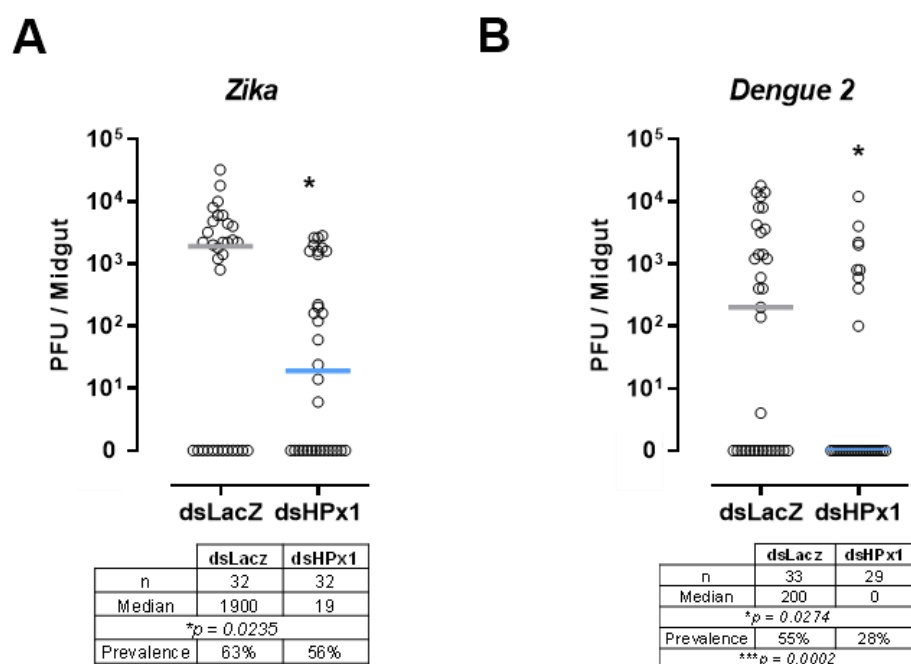 A
Zika
PFU / Midgut
10⁵
10⁴
10³
10²
10¹
0
*
dsLacZ dsHPx1
dsLacz dsHPx1
n 32 32
Median 1900 19
*p = 0.0235
Prevalence 63% 56%
B
Dengue 2
PFU / Midgut
10⁵
10⁴
10³
10²
10¹
0
*
dsLacZ dsHPx1
dsLacz dsHPx1
n 33 29
Median 200 0
*p = 0.0274
Prevalence 55% 28%
***p = 0.0002